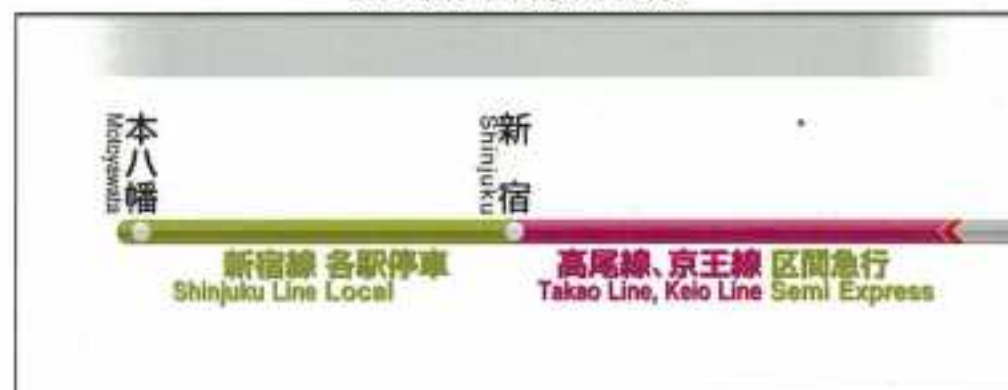 本八幡
Motoyawata
新宿
Shinjuku
新宿線 各駅停車
Shinjuku Line Local
高尾線、京王線 区間急行
Takao Line, Keio Line Semi Express